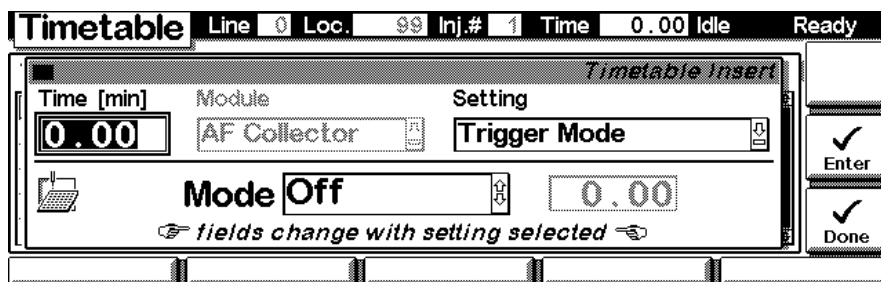 Timetable Line 0 Loc. 99 Inj.# 1 Time 0.00 Idle Ready
Timetable Insert
Time [min] Module Setting
0.00 AF Collector Trigger Mode
Enter
Mode Off 0.00
fields change with setting selected
Done